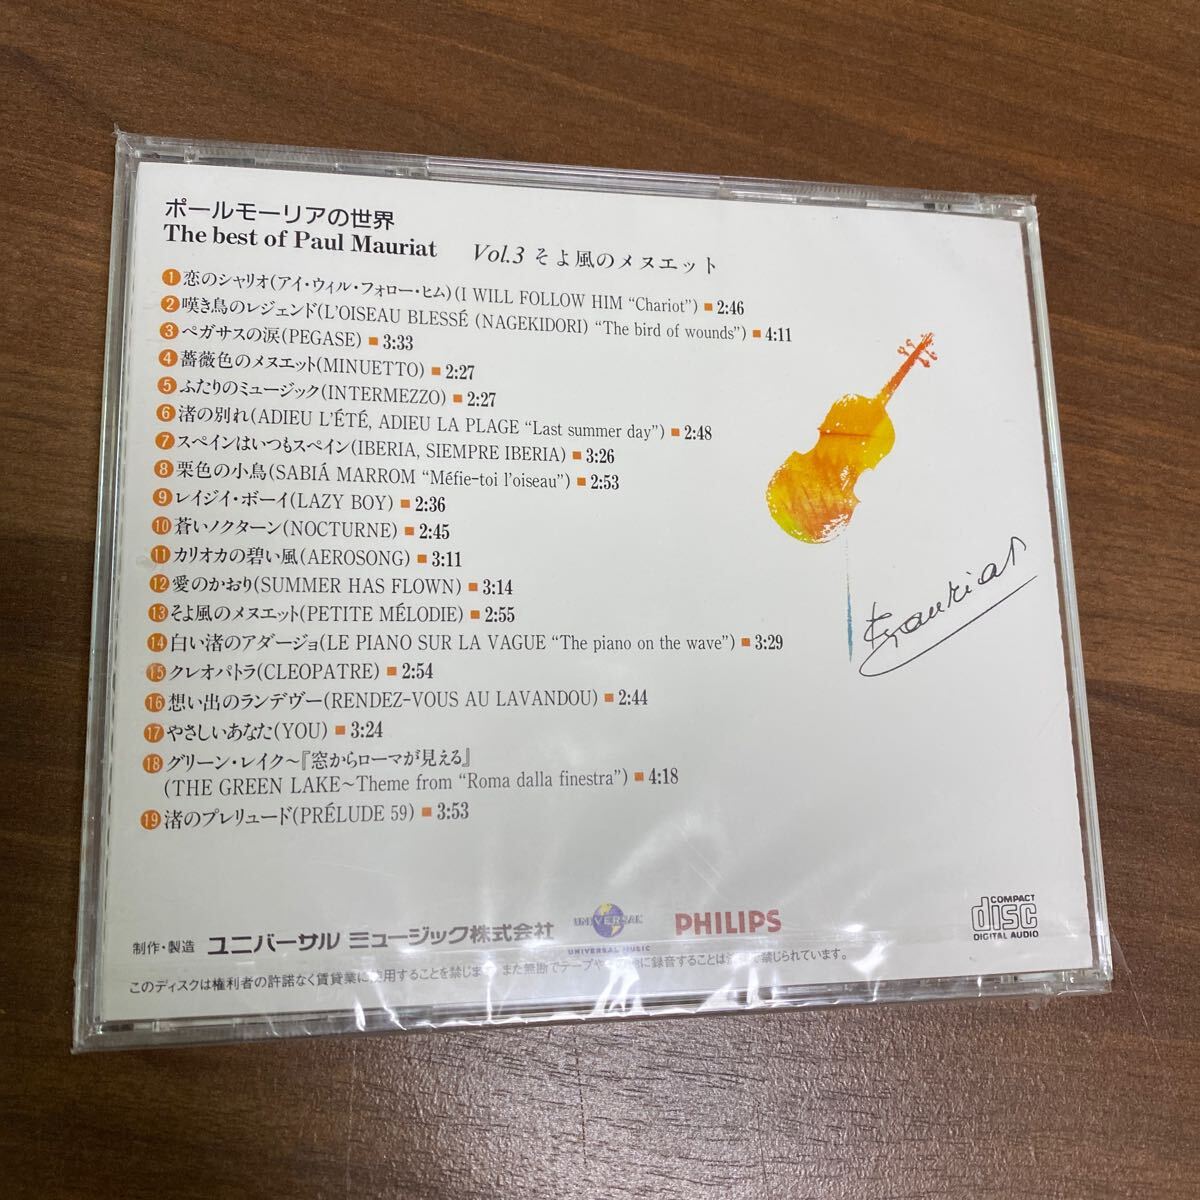 ポールモーリアの世界
The best of Paul Mauriat Vol.3 そよ風のメヌエット
1 恋のシャリオ(アイ・ウィル・フォロー・ヒム)(I WILL FOLLOW HIM “Chariot”) ■ 2:46
2 嘆き鳥のレジェンド(L'OISEAU BLESSÉ (NAGEKIDORI) “The bird of wounds”) ■ 4:11
3 ペガサスの涙(PEGASE) ■ 3:33
4 薔薇色のメヌエット(MINUETTO) ■ 2:27
5 ふたりのミュージック(INTERMEZZO) ■ 2:27
6 渚の別れ(ADIEU L'ÉTÉ, ADIEU LA PLAGE “Last summer day”) ■ 2:48
7 スペインはいつもスペイン(IBERIA, SIEMPRE IBERIA) ■ 3:26
8 栗色の小鳥(SABIÁ MARROM “Méfie-toi l'oiseau”) ■ 2:53
9 レイジイ・ボーイ(LAZY BOY) ■ 2:36
10 蒼いノクターン(NOCTURNE) ■ 2:45
11 カリオカの碧い風(AEROSONG) ■ 3:11
12 愛のかおり(SUMMER HAS FLOWN) ■ 3:14
13 そよ風のメヌエット(PETITE MÉLODIE) ■ 2:55
14 白い渚のアダージョ(LE PIANO SUR LA VAGUE “The piano on the wave”) ■ 3:29
15 クレオパトラ(CLEOPATRE) ■ 2:54
16 想い出のランデヴー(RENDEZ-VOUS AU LAVANDOU) ■ 2:44
17 やさしいあなた(YOU) ■ 3:24
18 グリーン・レイク～『窓からローマが見える』
(THE GREEN LAKE～Theme from “Roma dalla finestra”) ■ 4:18
19 渚のプレリュード(PRÉLUDE 59) ■ 3:53
Mauriat
制作・製造 ユニバーサル ミュージック株式会社
UNIVERSAL
UNIVERSAL MUSIC
PHILIPS
COMPACT
disc
DIGITAL AUDIO
このディスクは権利者の許諾なく賃貸業に使用することを禁じま また無断でテープや 他に録音することは で禁じられています。